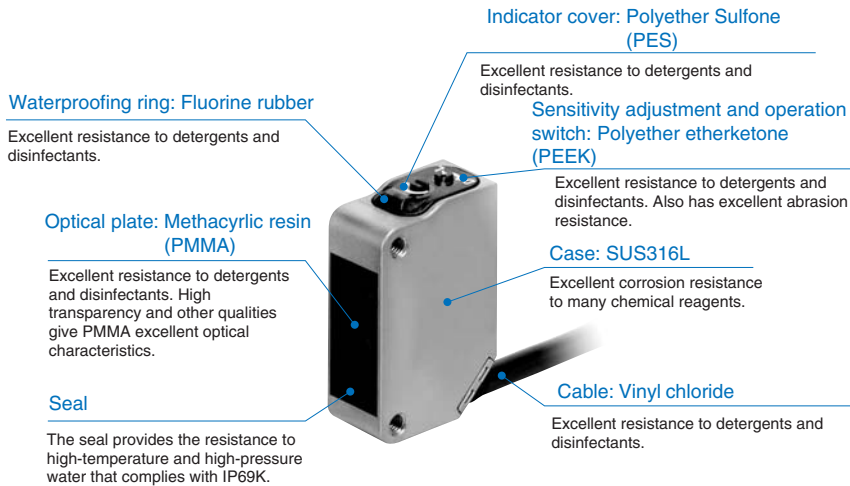 Indicator cover: Polyether Sulfone
(PES)
Excellent resistance to detergents and
disinfectants.
Waterproofing ring: Fluorine rubber
Excellent resistance to detergents and
disinfectants.
Sensitivity adjustment and operation
switch: Polyether etherketone
(PEEK)
Excellent resistance to detergents and
disinfectants. Also has excellent abrasion
resistance.
Optical plate: Methacyrlic resin
(PMMA)
Excellent resistance to detergents
and disinfectants. High
transparency and other qualities
give PMMA excellent optical
characteristics.
Case: SUS316L
Excellent corrosion resistance
to many chemical reagents.
Seal
The seal provides the resistance to
high-temperature and high-pressure
water that complies with IP69K.
Cable: Vinyl chloride
Excellent resistance to detergents and
disinfectants.